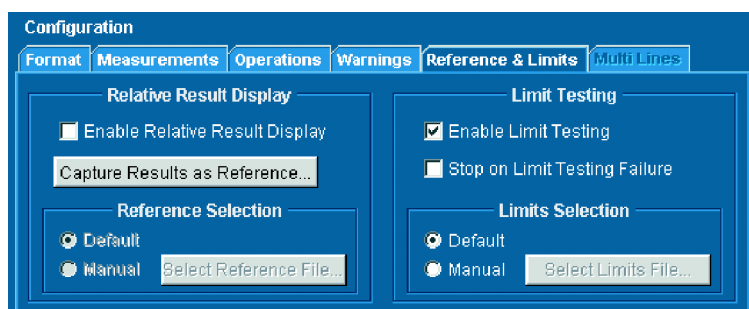 Configuration
Format Measurements Operations Warnings Reference & Limits Multi Lines
Relative Result Display
Enable Relative Result Display
Capture Results as Reference...
Reference Selection
Default
Manual Select Reference File...
Limit Testing
Enable Limit Testing
Stop on Limit Testing Failure
Limits Selection
Default
Manual Select Limits File...